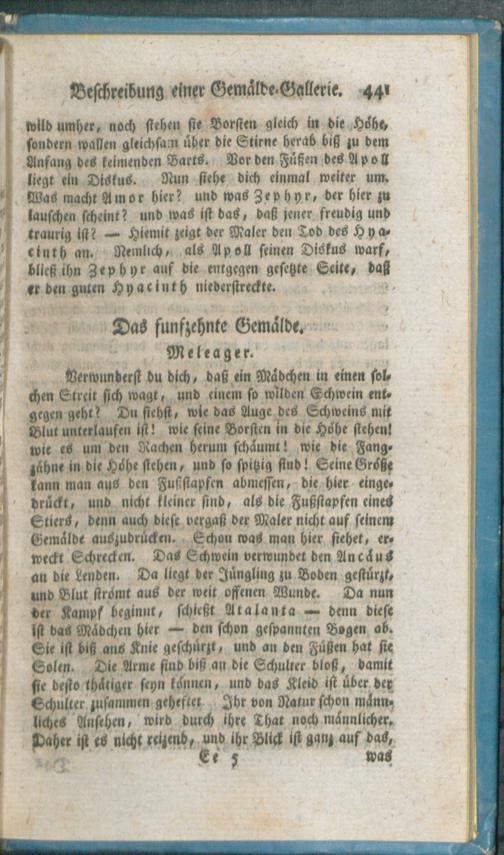 Beschreibung einer Gemälde-Gallerie. 441
wild umher, noch stehen sie Borsten gleich in die Höhe,
sondern wallen gleichsam über die Stirne herab biß zu dem
Anfang des keimenden Barts. Vor den Füßen des Apoll
liegt ein Diskus. Nun siehe dich einmal weiter um.
Was macht Amor hier? und was Zephyr, der hier zu
lauschen scheint? und was ist das, daß jener freudig und
traurig ist? — Hiemit zeigt der Maler den Tod des Hya-
cinth an. Nemlich, als Apoll seinen Diskus warf,
bließ ihn Zephyr auf die entgegen gesetzte Seite, daß
er den guten Hyacinth niederstreckte.
Das funfzehnte Gemälde.
Meleager.
Verwunderst du dich, daß ein Mädchen in einen sol-
chen Streit sich wagt, und einem so wilden Schwein ent-
gegen geht? Du siehst, wie das Auge des Schweins mit
Blut unterlaufen ist! wie seine Borsten in die Höhe stehen!
wie es um den Rachen herum schäumt! wie die Fang-
zähne in die Höhe stehen, und so spitzig sind! Seine Größe
kann man aus den Fußstapfen abmessen, die hier einge-
drückt, und nicht kleiner sind, als die Fußstapfen eines
Stiers, denn auch diese vergaß der Maler nicht auf seinem
Gemälde auszudrücken. Schon was man hier siehet, er-
weckt Schrecken. Das Schwein verwundet den Ancäus
an die Lenden. Da liegt der Jüngling zu Boden gestürzt,
und Blut strömt aus der weit offenen Wunde. Da nun
der Kampf beginnt, schießt Atalanta — denn diese
ist das Mädchen hier — den schon gespannten Bogen ab.
Sie ist biß ans Knie geschürzt, und an den Füßen hat sie
Solen. Die Arme sind biß an die Schulter bloß, damit
sie desto thätiger seyn können, und das Kleid ist über der
Schulter zusammen geheftet. Ihr von Natur schon männ-
liches Ansehen, wird durch ihre That noch männlicher.
Daher ist es nicht reizend, und ihr Blick ist ganz auf das,
Ee 5 was